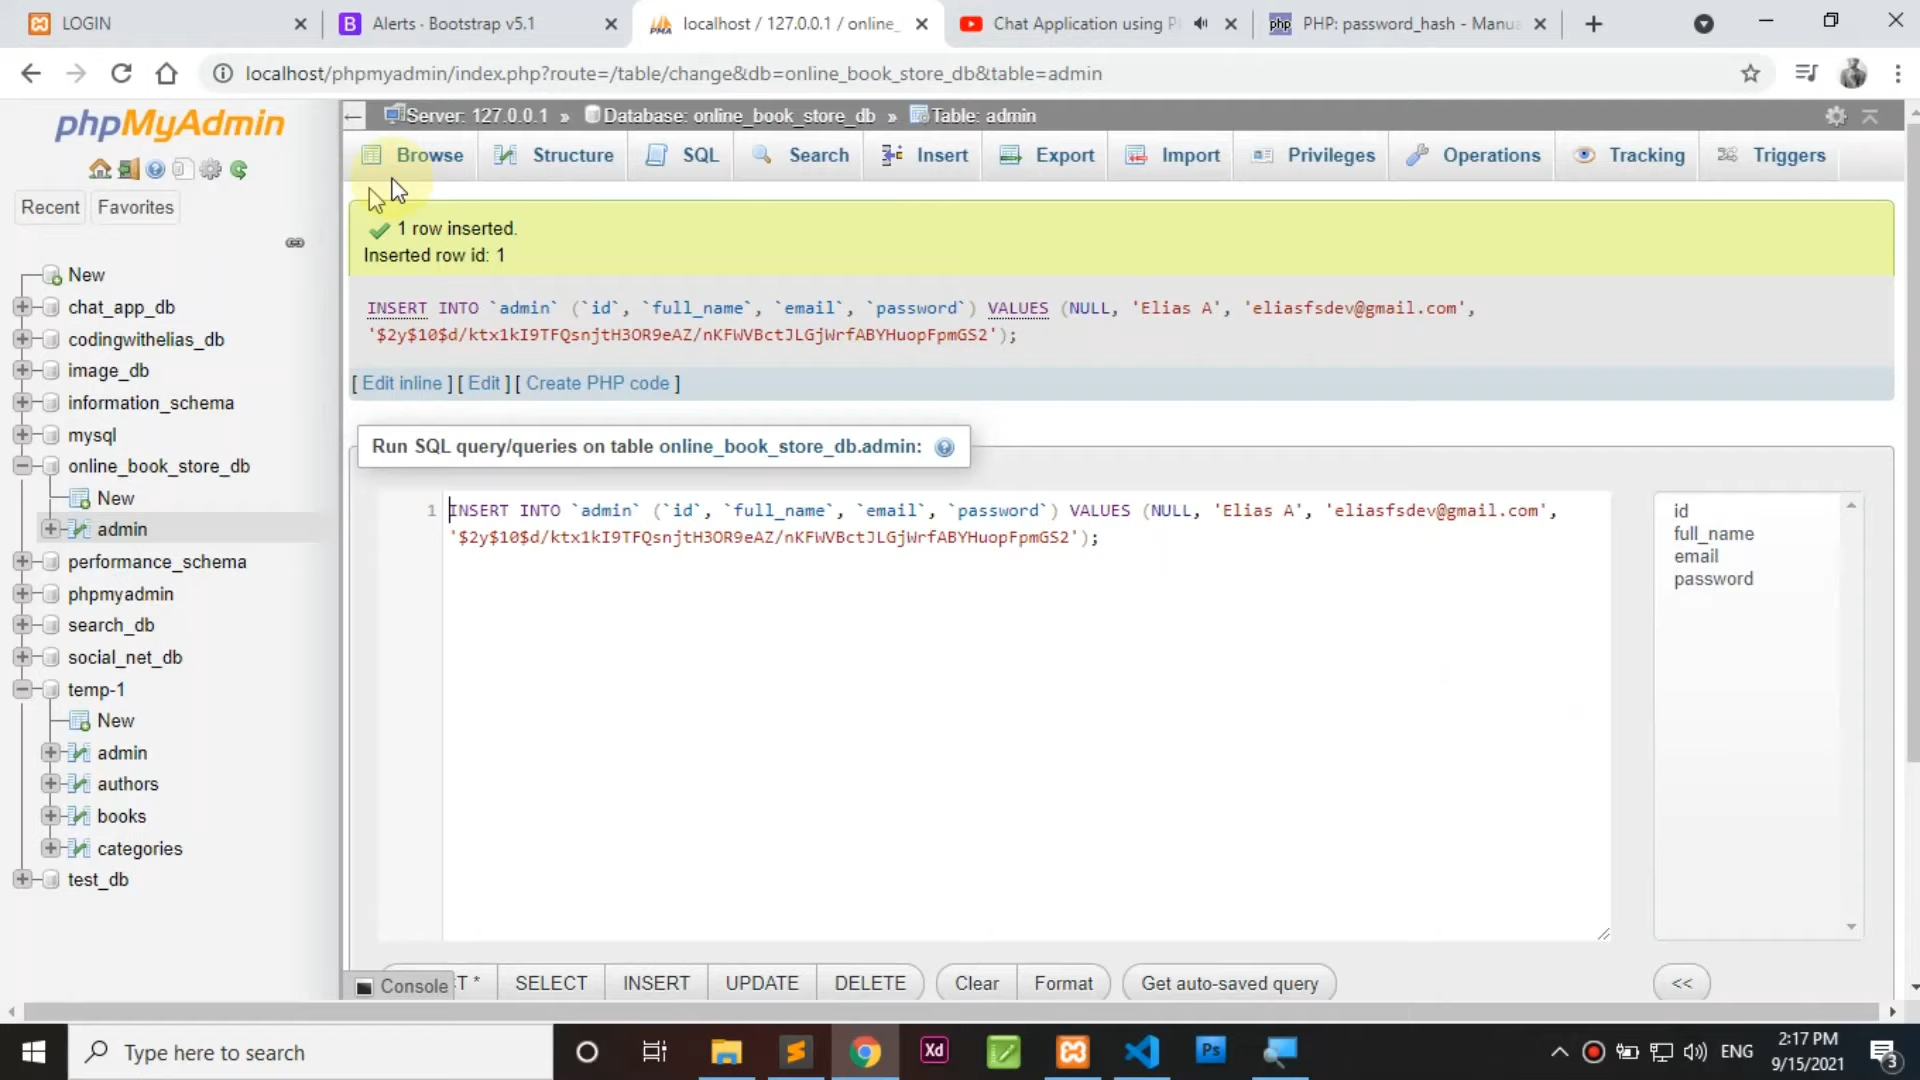 LOGIN
Alerts · Bootstrap v5.1
localhost / 127.0.0.1 / online_
Chat Application using P
php PHP: password_hash - Manua
localhost/phpmyadmin/index.php?route=/table/change&db=online_book_store_db&table=admin
phpMyAdmin
Recent Favorites
New
chat_app_db
codingwithelias_db
image_db
information_schema
mysql
online_book_store_db
New
admin
performance_schema
phpmyadmin
search_db
social_net_db
temp-1
New
admin
authors
books
categories
test_db
Server: 127.0.0.1 » Database: online_book_store_db » Table: admin
Browse Structure SQL Search Insert Export Import Privileges Operations Tracking Triggers
1 row inserted.
Inserted row id: 1
INSERT INTO `admin` (`id`, `full_name`, `email`, `password`) VALUES (NULL, 'Elias A', 'eliasfsdev@gmail.com',
'$2y$10$d/ktx1kI9TFQsnjtH3OR9eAZ/nKFWVBctJLGjWrfABYHuopFpmGS2');
[ Edit inline ] [ Edit ] [ Create PHP code ]
Run SQL query/queries on table online_book_store_db.admin:
1 INSERT INTO `admin` (`id`, `full_name`, `email`, `password`) VALUES (NULL, 'Elias A', 'eliasfsdev@gmail.com',
'$2y$10$d/ktx1kI9TFQsnjtH3OR9eAZ/nKFWVBctJLGjWrfABYHuopFpmGS2');
id
full_name
email
password
Console T * SELECT INSERT UPDATE DELETE Clear Format Get auto-saved query <<
Type here to search
Xd
Ps
ENG
2:17 PM
9/15/2021
3